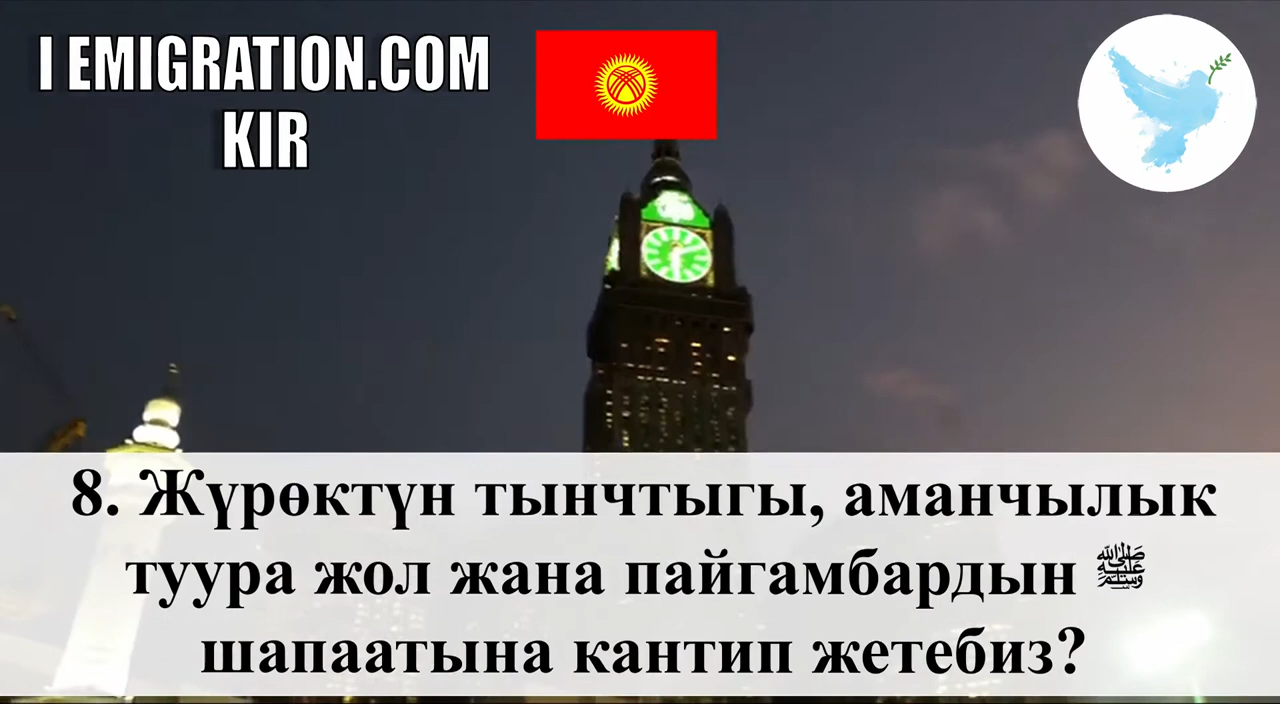 I EMIGRATION.COM
KIR
8. Жүрөктүн тынчтыгы, аманчылык
туура жол жана пайгамбардын ﷺ
шапаатына кантип жетебиз?